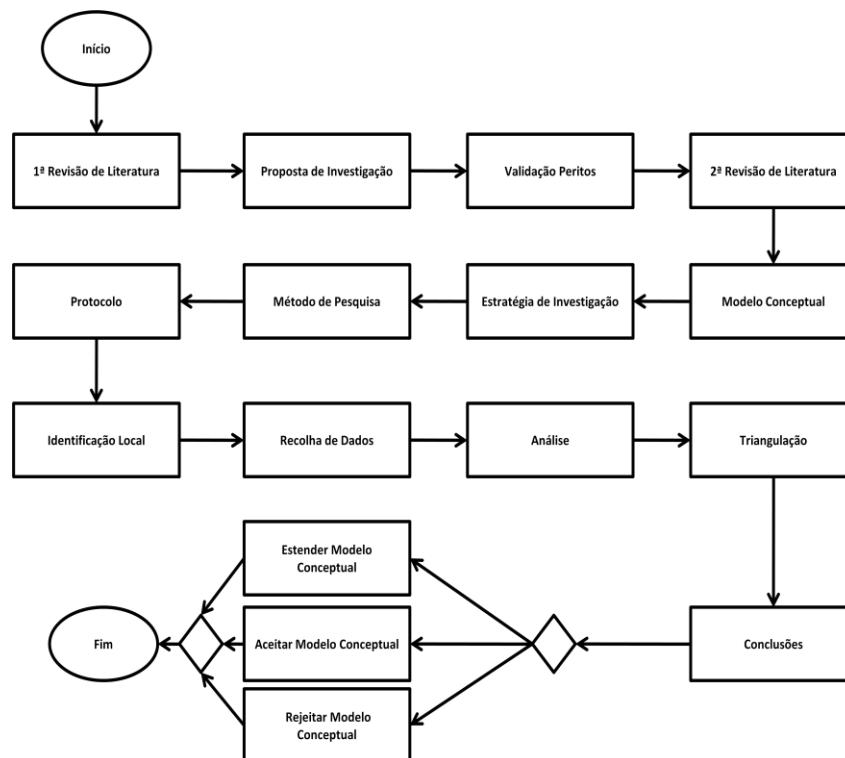 Início
1ª Revisão de Literatura
Proposta de Investigação
Validação Peritos
2ª Revisão de Literatura
Modelo Conceptual
Estratégia de Investigação
Método de Pesquisa
Protocolo
Identificação Local
Recolha de Dados
Análise
Triangulação
Conclusões
Estender Modelo
Conceptual
Aceitar Modelo Conceptual
Rejeitar Modelo
Conceptual
Fim